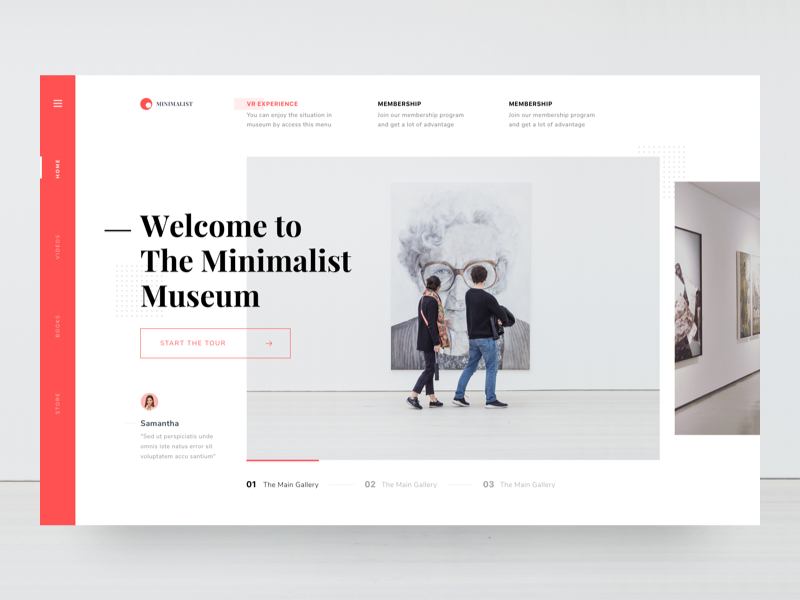 MINIMALIST
VR EXPERIENCE
You can enjoy the situation in
museum by access this menu
MEMBERSHIP
Join our membership program
and get a lot of advantage
MEMBERSHIP
Join our membership program
and get a lot of advantage
HOME
VIDEOS
BOOKS
STORE
Welcome to
The Minimalist
Museum
START THE TOUR
Samantha
"Sed ut perspiciatis unde
omnis iste natus error sit
voluptatem accu santium"
01 The Main Gallery
02 The Main Gallery
03 The Main Gallery